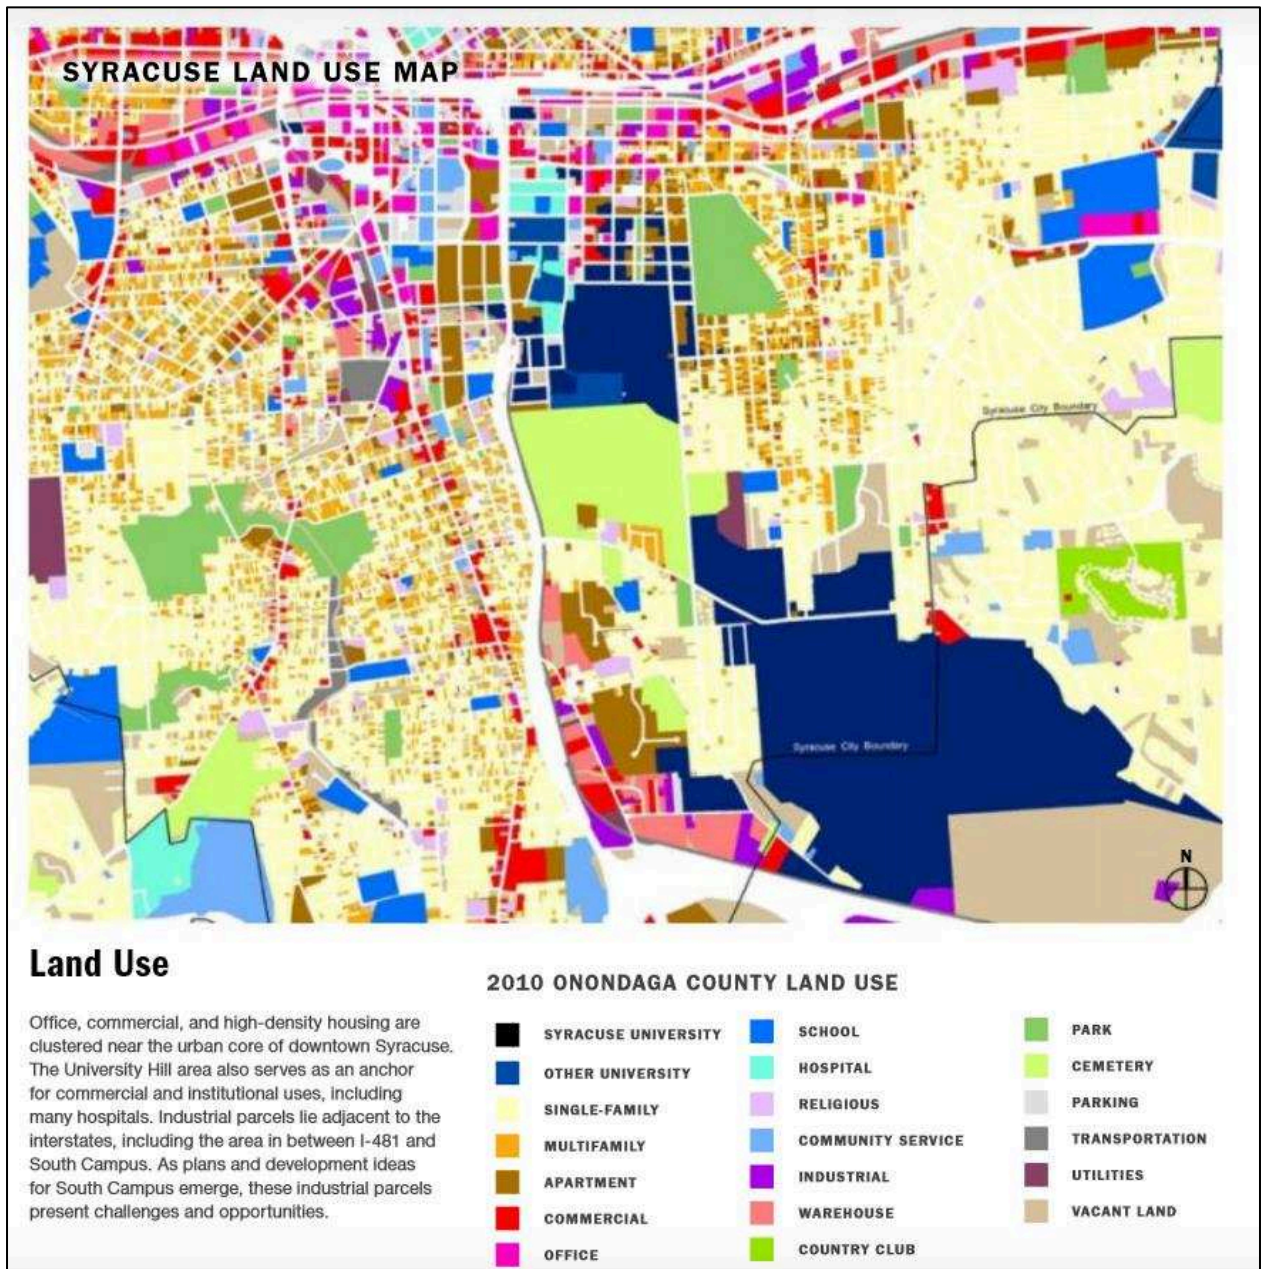 SYRACUSE LAND USE MAP
Syracuse City Boundary
Syracuse City Boundary
N
Land Use
Office, commercial, and high-density housing are
clustered near the urban core of downtown Syracuse.
The University Hill area also serves as an anchor
for commercial and institutional uses, including
many hospitals. Industrial parcels lie adjacent to the
interstates, including the area in between I-481 and
South Campus. As plans and development ideas
for South Campus emerge, these industrial parcels
present challenges and opportunities.
2010 ONONDAGA COUNTY LAND USE
SYRACUSE UNIVERSITY
OTHER UNIVERSITY
SINGLE-FAMILY
MULTIFAMILY
APARTMENT
COMMERCIAL
OFFICE
SCHOOL
HOSPITAL
RELIGIOUS
COMMUNITY SERVICE
INDUSTRIAL
WAREHOUSE
COUNTRY CLUB
PARK
CEMETERY
PARKING
TRANSPORTATION
UTILITIES
VACANT LAND